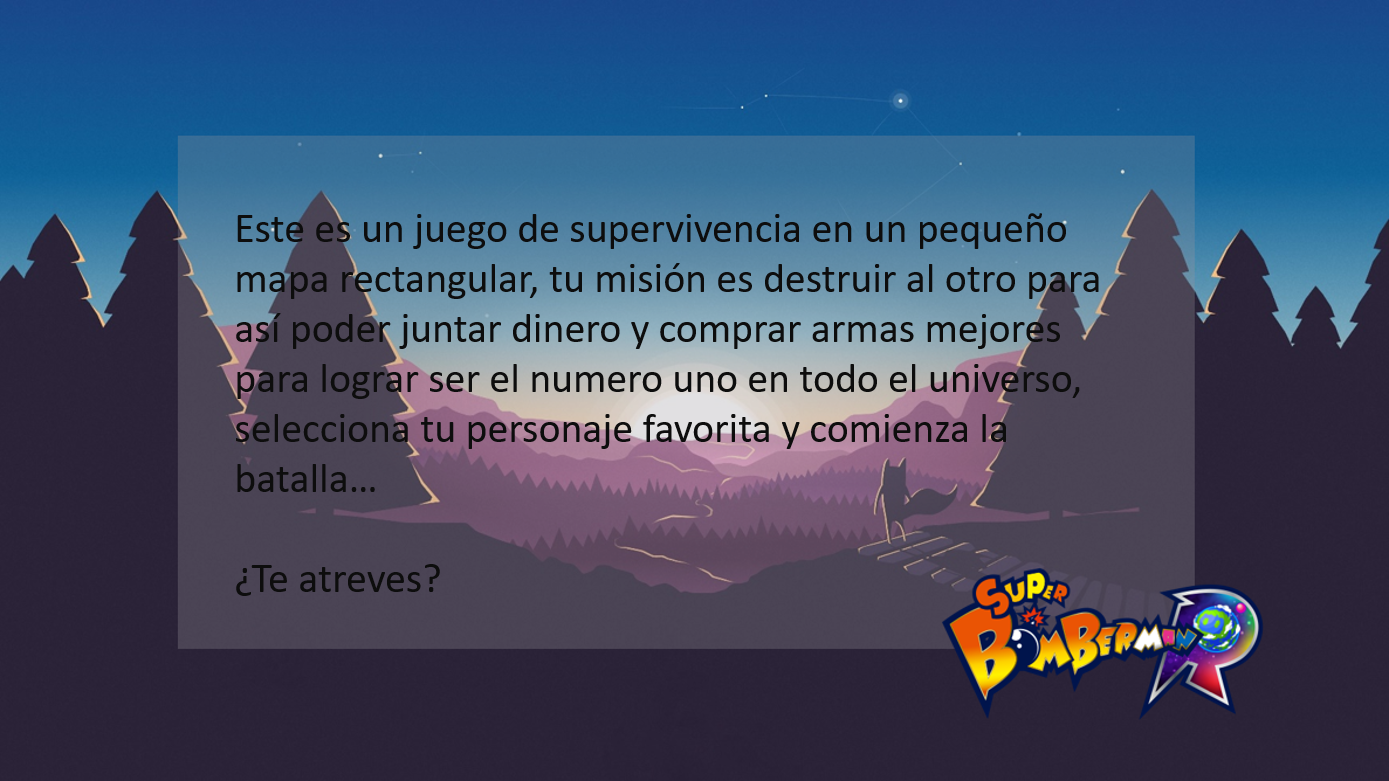 Este es un juego de supervivencia en un pequeño
mapa rectangular, tu misión es destruir al otro para
así poder juntar dinero y comprar armas mejores
para lograr ser el numero uno en todo el universo,
selecciona tu personaje favorita y comienza la
batalla...
¿Te atreves?
SUPER
BOMBERMAN R